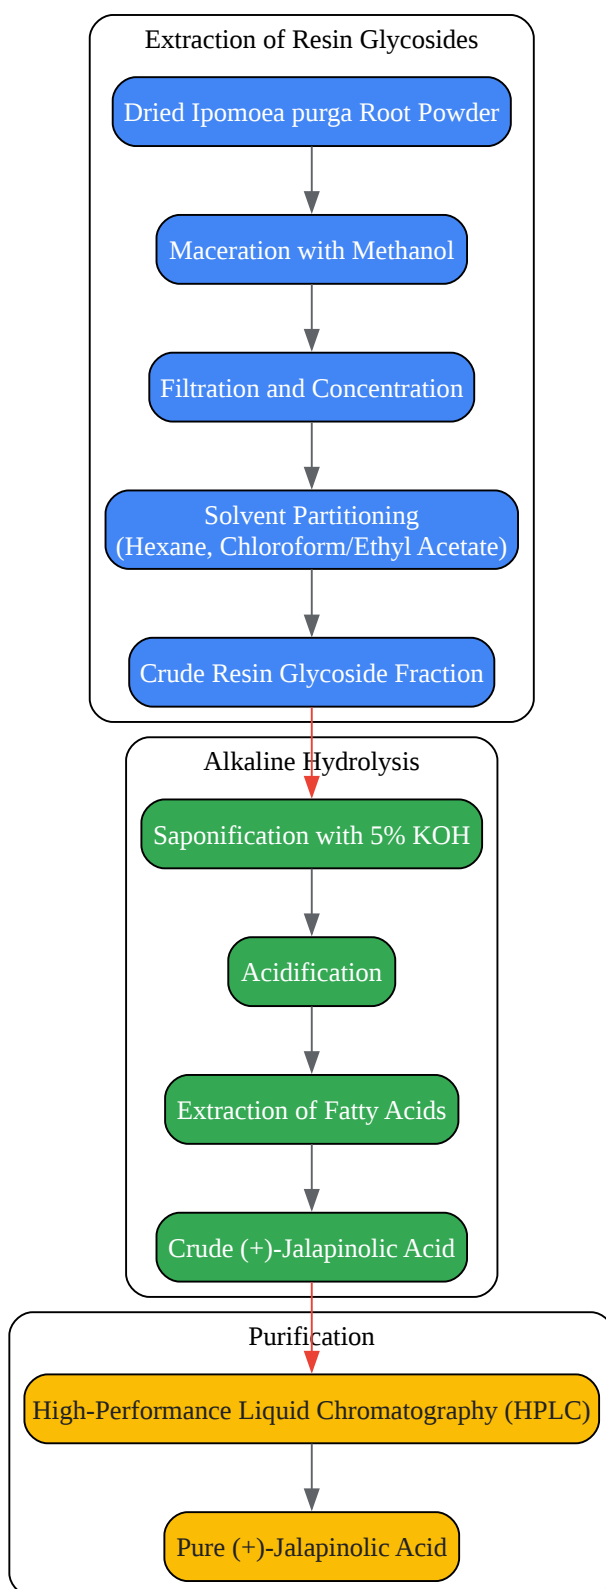 Extraction of Resin Glycosides
Dried Ipomoea purga Root Powder
Maceration with Methanol
Filtration and Concentration
Solvent Partitioning
(Hexane, Chloroform/Ethyl Acetate)
Crude Resin Glycoside Fraction
Alkaline Hydrolysis
Saponification with 5% KOH
Acidification
Extraction of Fatty Acids
Crude (+)-Jalapinolic Acid
Purification
High-Performance Liquid Chromatography (HPLC)
Pure (+)-Jalapinolic Acid